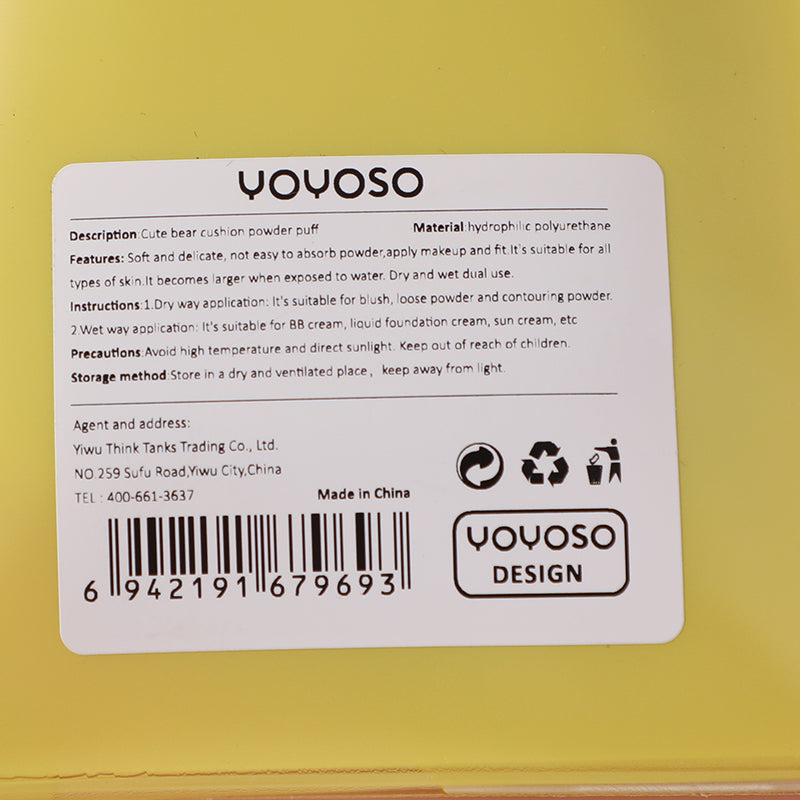 YOYOSO
Description:Cute bear cushion powder puff Material:hydrophilic polyurethane
Features: Soft and delicate, not easy to absorb powder,apply makeup and fit.It's suitable for all
types of skin.It becomes larger when exposed to water. Dry and wet dual use.
Instructions:1.Dry way application: It's suitable for blush, loose powder and contouring powder.
2.Wet way application: It's suitable for BB cream, liquid foundation cream, sun cream, etc
Precautions:Avoid high temperature and direct sunlight. Keep out of reach of children.
Storage method:Store in a dry and ventilated place, keep away from light.
Agent and address:
Yiwu Think Tanks Trading Co., Ltd.
NO.259 Sufu Road,Yiwu City,China
TEL : 400-661-3637 Made in China
6 942191 679693
YOYOSO
DESIGN